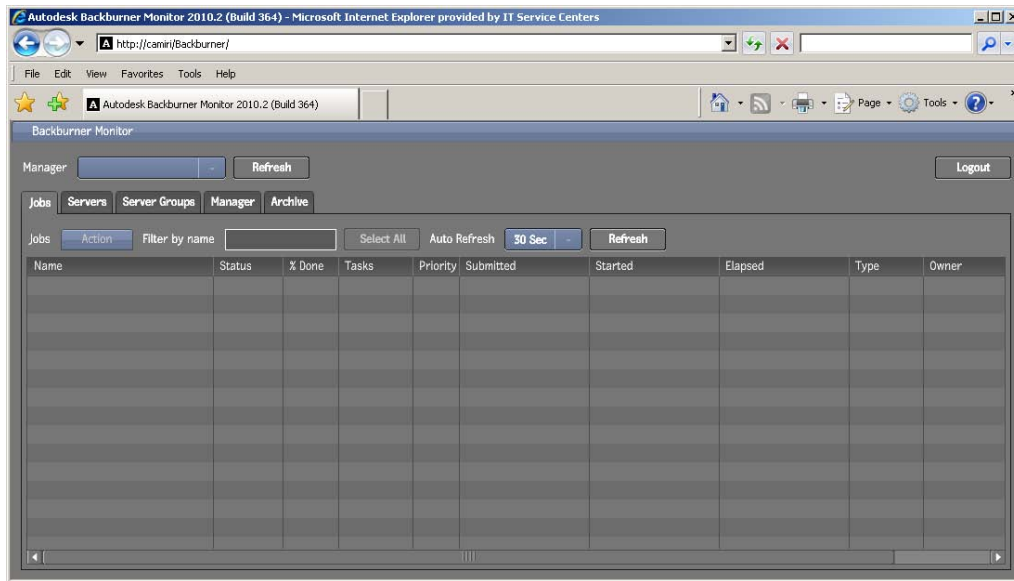 Autodesk Backburner Monitor 2010.2 (Build 364) - Microsoft Internet Explorer provided by IT Service Centers
http://camiri/Backburner/
File Edit View Favorites Tools Help
Autodesk Backburner Monitor 2010.2 (Build 364)
Page Tools
Backburner Monitor
Manager Refresh Logout
Jobs Servers Server Groups Manager Archive
Jobs Action Filter by name Select All Auto Refresh 30 Sec Refresh
Name Status % Done Tasks Priority Submitted Started Elapsed Type Owner